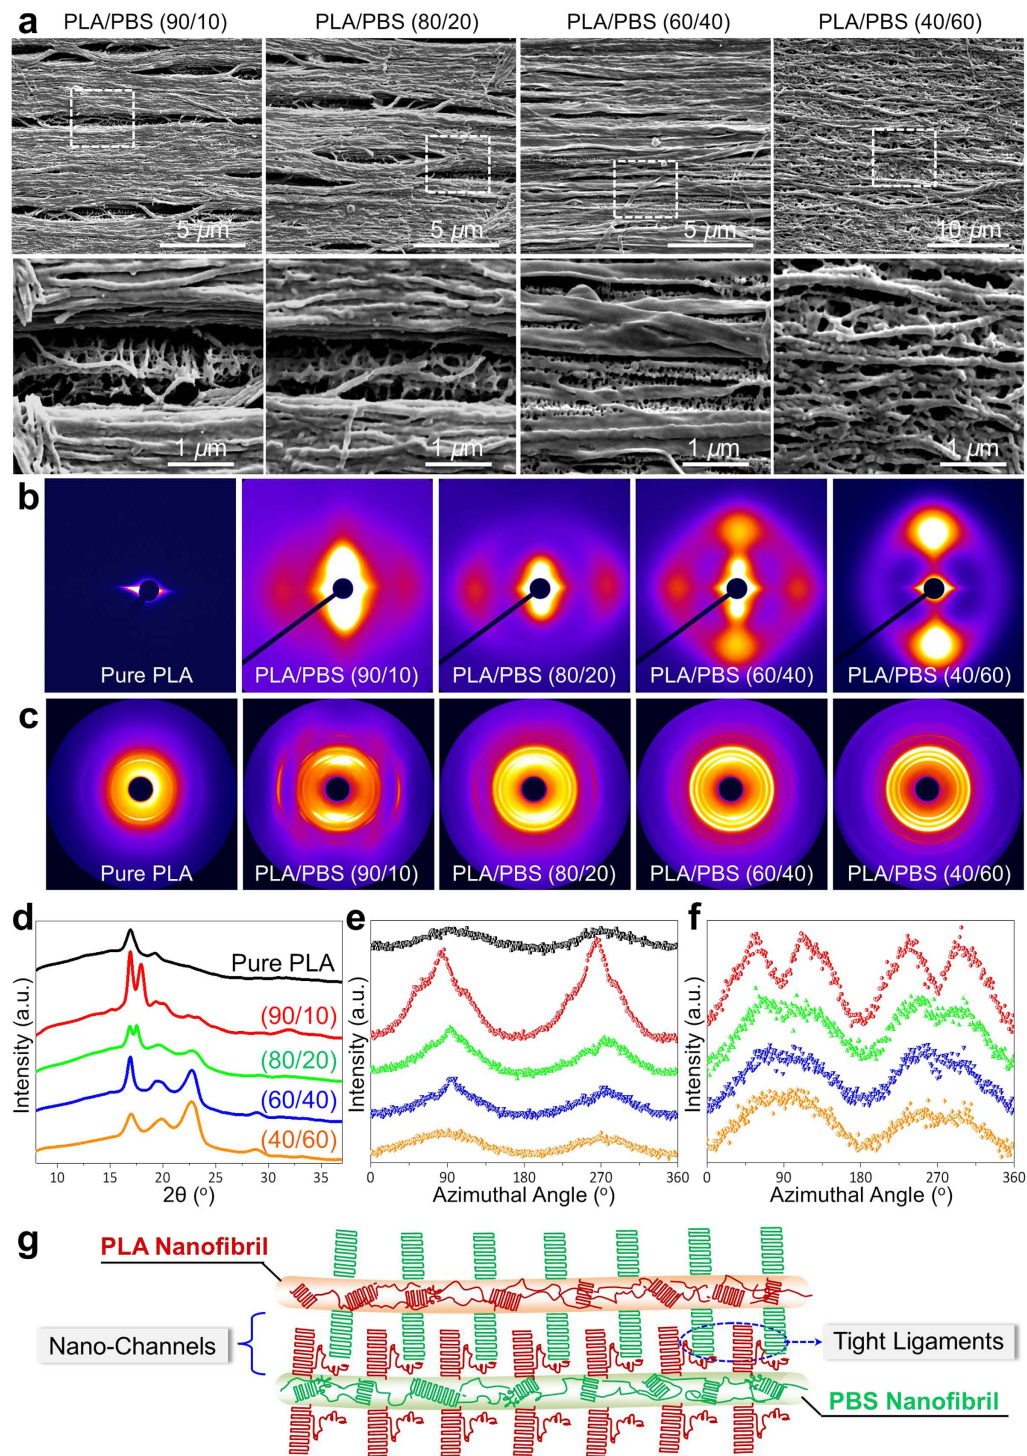 a PLA/PBS (90/10) PLA/PBS (80/20) PLA/PBS (60/40) PLA/PBS (40/60)
5 μm 5 μm 5 μm 10 μm
1 μm 1 μm 1 μm 1 μm
b
Pure PLA PLA/PBS (90/10) PLA/PBS (80/20) PLA/PBS (60/40) PLA/PBS (40/60)
c
Pure PLA PLA/PBS (90/10) PLA/PBS (80/20) PLA/PBS (60/40) PLA/PBS (40/60)
d
Intensity (a.u.)
Pure PLA
(90/10)
(80/20)
(60/40)
(40/60)
10 15 20 25 30 35
2θ (°)
e
Intensity (a.u.)
0 90 180 270 360
Azimuthal Angle (°)
f
Intensity (a.u.)
0 90 180 270 360
Azimuthal Angle (°)
g
PLA Nanofibril
Nano-Channels
Tight Ligaments
PBS Nanofibril